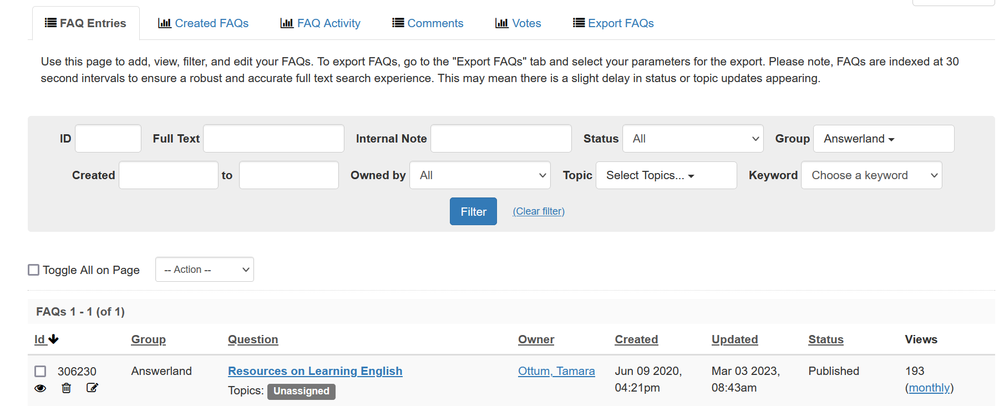 FAQ Entries Created FAQs FAQ Activity Comments Votes Export FAQs
Use this page to add, view, filter, and edit your FAQs. To export FAQs, go to the "Export FAQs" tab and select your parameters for the export. Please note, FAQs are indexed at 30
second intervals to ensure a robust and accurate full text search experience. This may mean there is a slight delay in status or topic updates appearing.
ID Full Text Internal Note Status All Group Answerland
Created to Owned by All Topic Select Topics... Keyword Choose a keyword
Filter (Clear filter)
Toggle All on Page -- Action --
FAQs 1 - 1 (of 1)
Id Group Question Owner Created Updated Status Views
306230 Answerland Resources on Learning English Ottum, Tamara Jun 09 2020, Mar 03 2023, Published 193
Topics: Unassigned 04:21pm 08:43am (monthly)